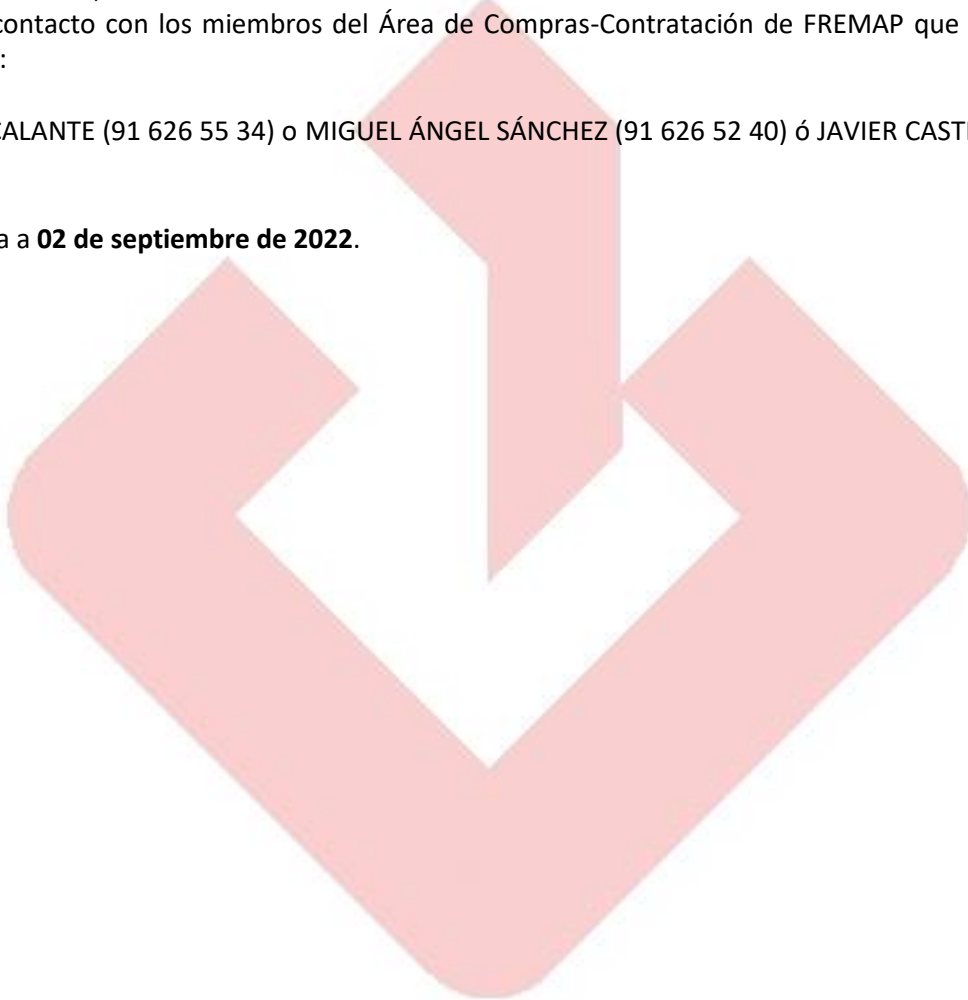 contacto con los miembros del Área de Compras-Contratación de FREMAP que
:
CALANTE (91 626 55 34) o MIGUEL ÁNGEL SÁNCHEZ (91 626 52 40) ó JAVIER CAST
a a 02 de septiembre de 2022.